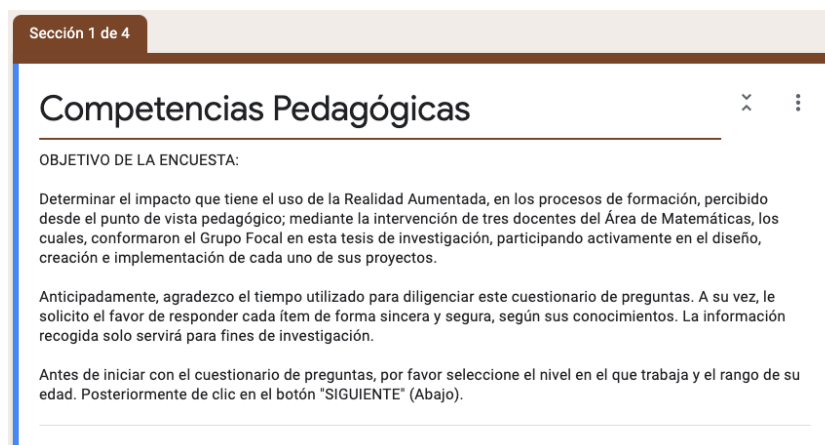 Sección 1 de 4
Competencias Pedagógicas
OBJETIVO DE LA ENCUESTA:
Determinar el impacto que tiene el uso de la Realidad Aumentada, en los procesos de formación, percibido
desde el punto de vista pedagógico; mediante la intervención de tres docentes del Área de Matemáticas, los
cuales, conformaron el Grupo Focal en esta tesis de investigación, participando activamente en el diseño,
creación e implementación de cada uno de sus proyectos.
Anticipadamente, agradezco el tiempo utilizado para diligenciar este cuestionario de preguntas. A su vez, le
solicito el favor de responder cada ítem de forma sincera y segura, según sus conocimientos. La información
recogida solo servirá para fines de investigación.
Antes de iniciar con el cuestionario de preguntas, por favor seleccione el nivel en el que trabaja y el rango de su
edad. Posteriormente de clic en el botón "SIGUIENTE" (Abajo).